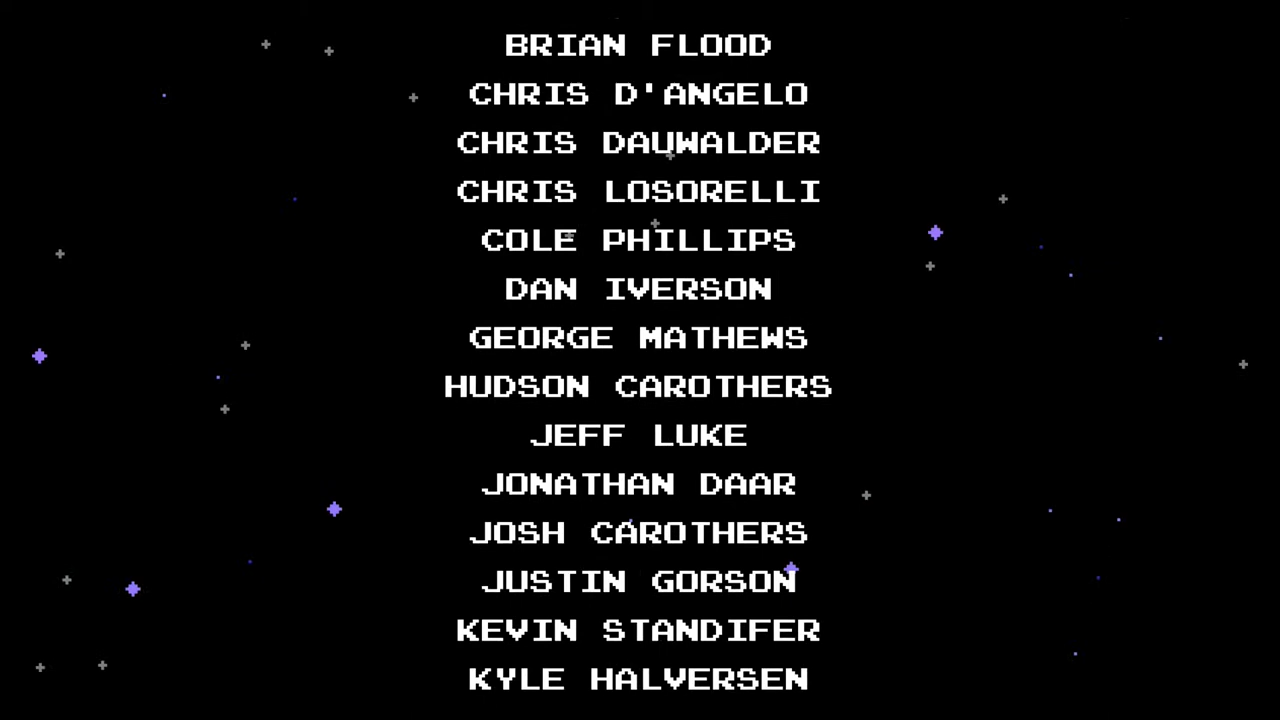 BRIAN FLOOD
CHRIS D'ANGELO
CHRIS DAUWALDER
CHRIS LOSORELLI
COLE PHILLIPS
DAN IVERSON
GEORGE MATHEWS
HUDSON CAROTHERS
JEFF LUKE
JONATHAN DAAR
JOSH CAROTHERS
JUSTIN GORSON
KEVIN STANDIFER
KYLE HALVERSEN